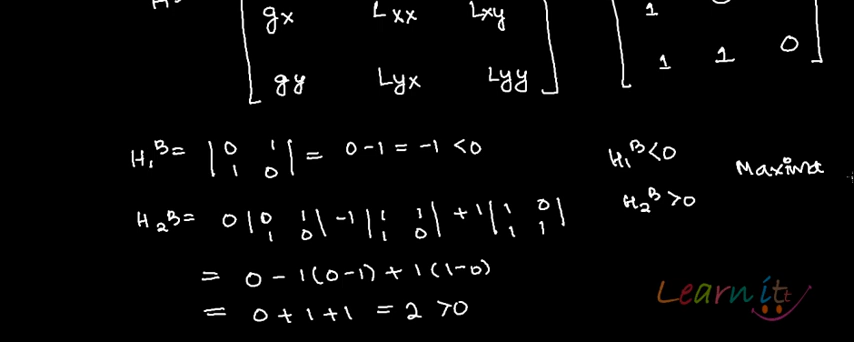 gx Lxx Lxy 1
gy Lyx Lyy 1 1 0
H₁ᴮ = |0 1| = 0-1 = -1 <0
1 0
H₁ᴮ<0 Maxima
H₂ᴮ>0
H₂ᴮ= 0|0 1|-1|1 1|+1|1 0|
1 0 1 0 1 1
= 0-1(0-1)+1(1-0)
= 0+1+1 = 2 >0
Learnitt